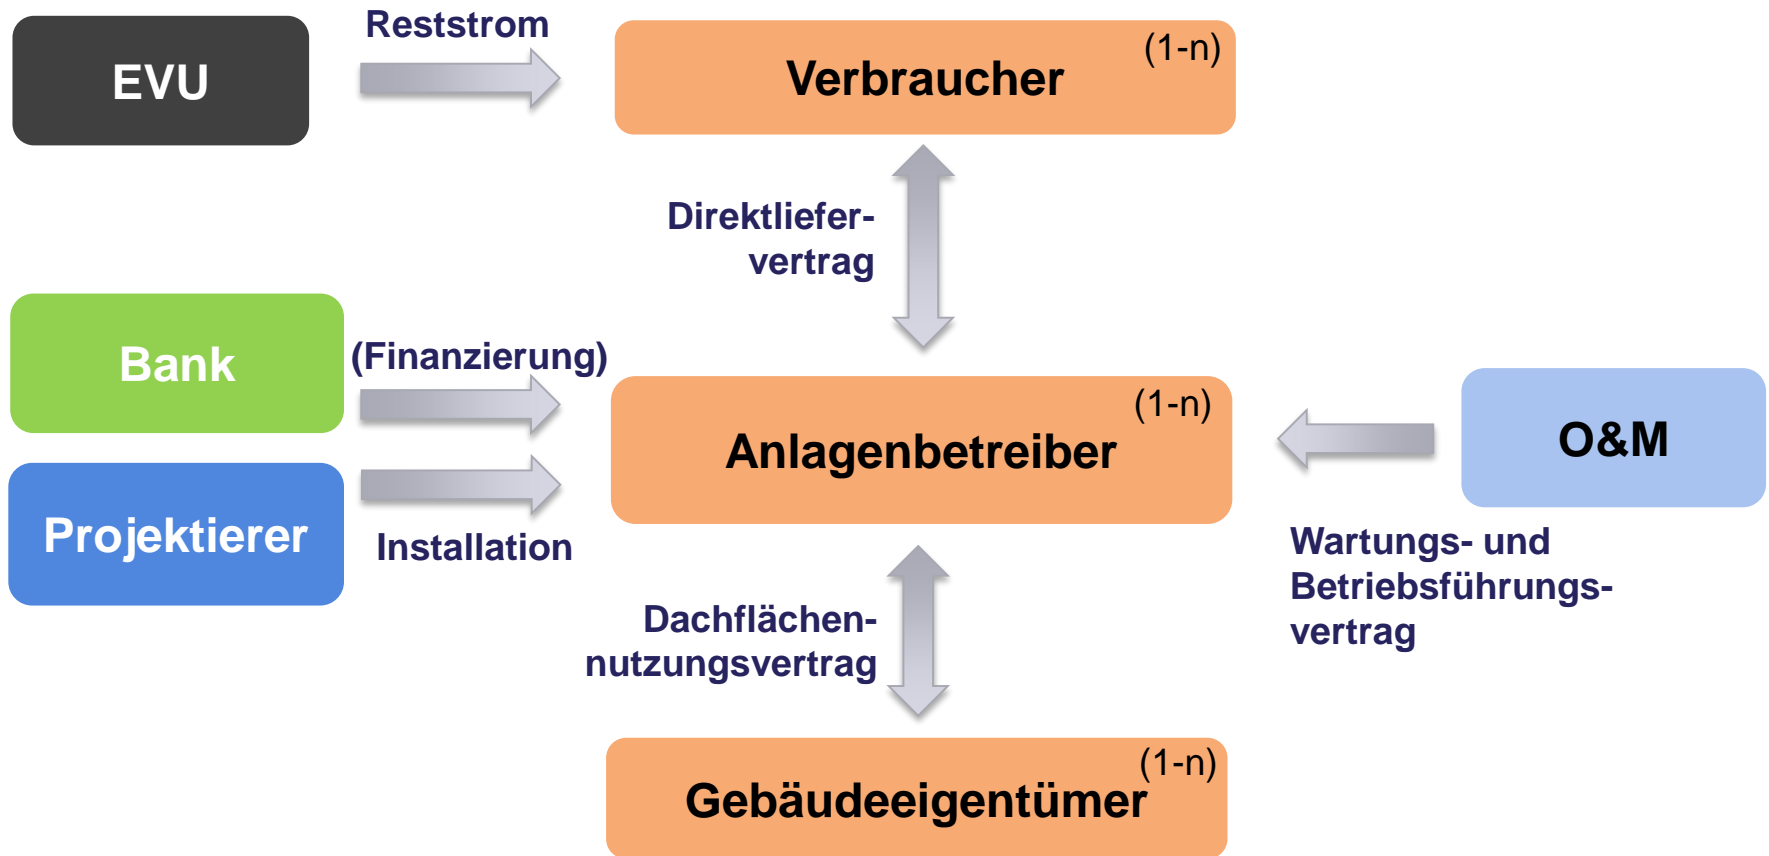 EVU
Reststrom
Verbraucher
(1-n)
Direktliefer-
vertrag
Bank
(Finanzierung)
Projektierer
Installation
Anlagenbetreiber
(1-n)
O&M
Wartungs- und
Betriebsführungs-
vertrag
Dachflächen-
nutzungsvertrag
Gebäudeeigentümer
(1-n)